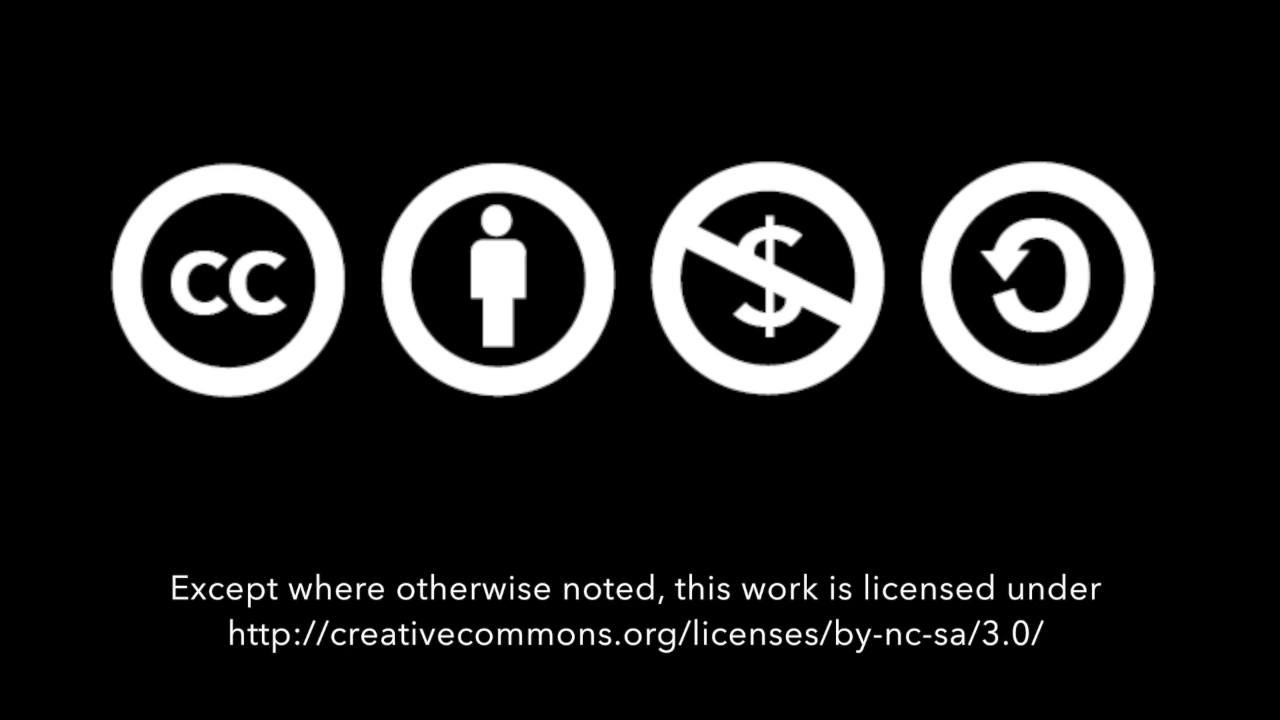 cc
$
Except where otherwise noted, this work is licensed under
http://creativecommons.org/licenses/by-nc-sa/3.0/